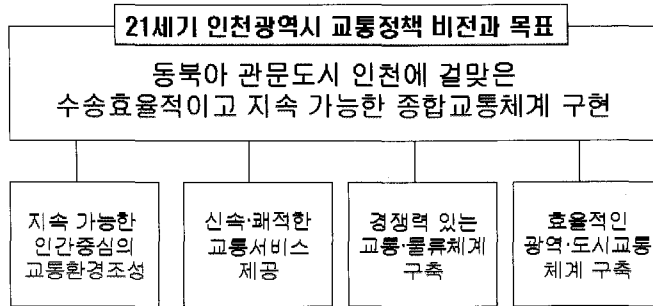 21세기 인천광역시 교통정책 비전과 목표
동북아 관문도시 인천에 걸맞은
수송효율적이고 지속 가능한 종합교통체계 구현
지속 가능한
인간중심의
교통환경조성
신속·쾌적한
교통서비스
제공
경쟁력 있는
교통·물류체계
구축
효율적인
광역·도시교통
체계 구축